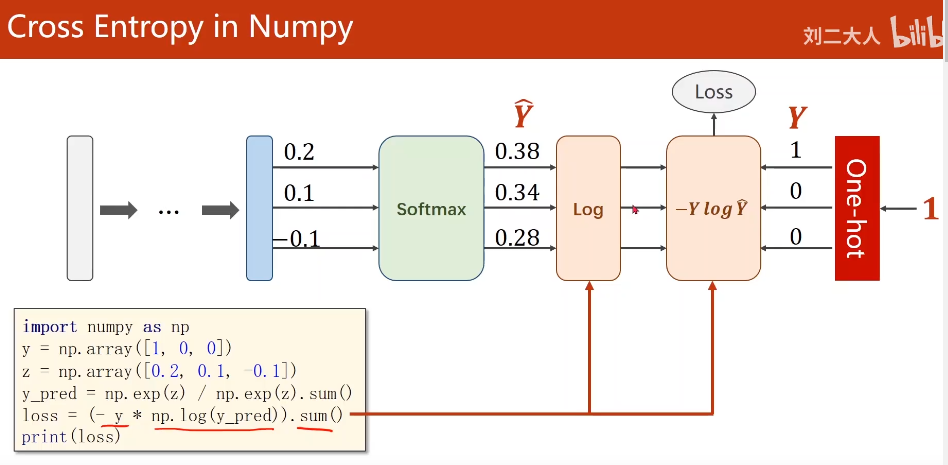 Cross Entropy in Numpy
刘二大人 bilib
Loss
Ŷ
Y
0.2
0.38
1
0.1
0.34
0
−0.1
0.28
0
...
Softmax
Log
−Y log Ŷ
One-hot
1
import numpy as np
y = np.array([1, 0, 0])
z = np.array([0.2, 0.1, -0.1])
y_pred = np.exp(z) / np.exp(z).sum()
loss = (- y * np.log(y_pred)).sum()
print(loss)